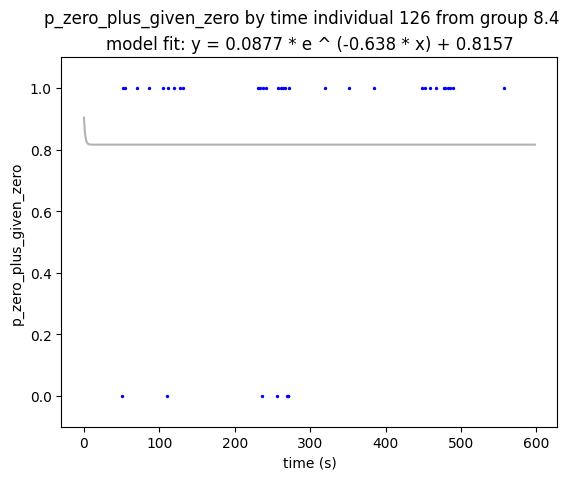 p_zero_plus_given_zero by time individual 126 from group 8.4
model fit: y = 0.0877 * e ^ (-0.638 * x) + 0.8157
1.0
0.8
0.6
0.4
0.2
0.0
p_zero_plus_given_zero
0 100 200 300 400 500 600
time (s)